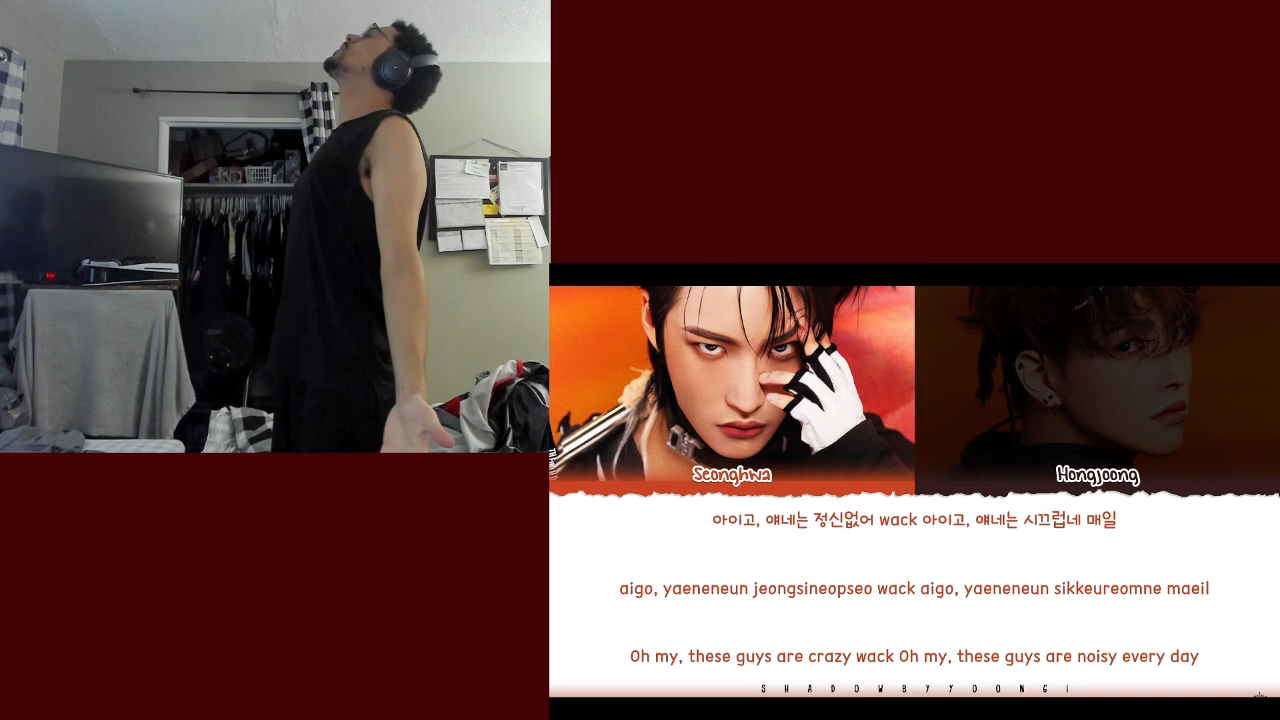 Seonghwa
Hongjoong
아이고, 얘네는 정신없어 wack 아이고, 얘네는 시끄럽네 매일
aigo, yaeneneun jeongsineopseo wack aigo, yaeneneun sikkeureomne maeil
Oh my, these guys are crazy wack Oh my, these guys are noisy every day
SHADOWBYYOONGI